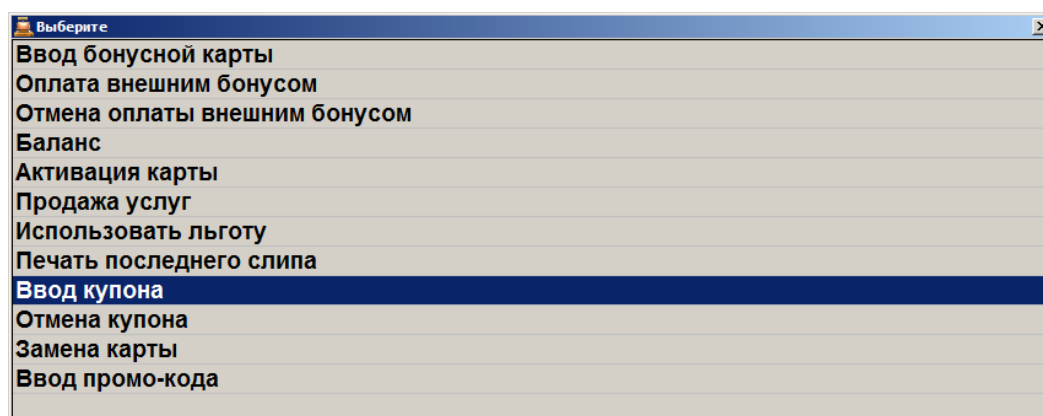 Выберите
Ввод бонусной карты
Оплата внешним бонусом
Отмена оплаты внешним бонусом
Баланс
Активация карты
Продажа услуг
Использовать льготу
Печать последнего слипа
Ввод купона
Отмена купона
Замена карты
Ввод промо-кода